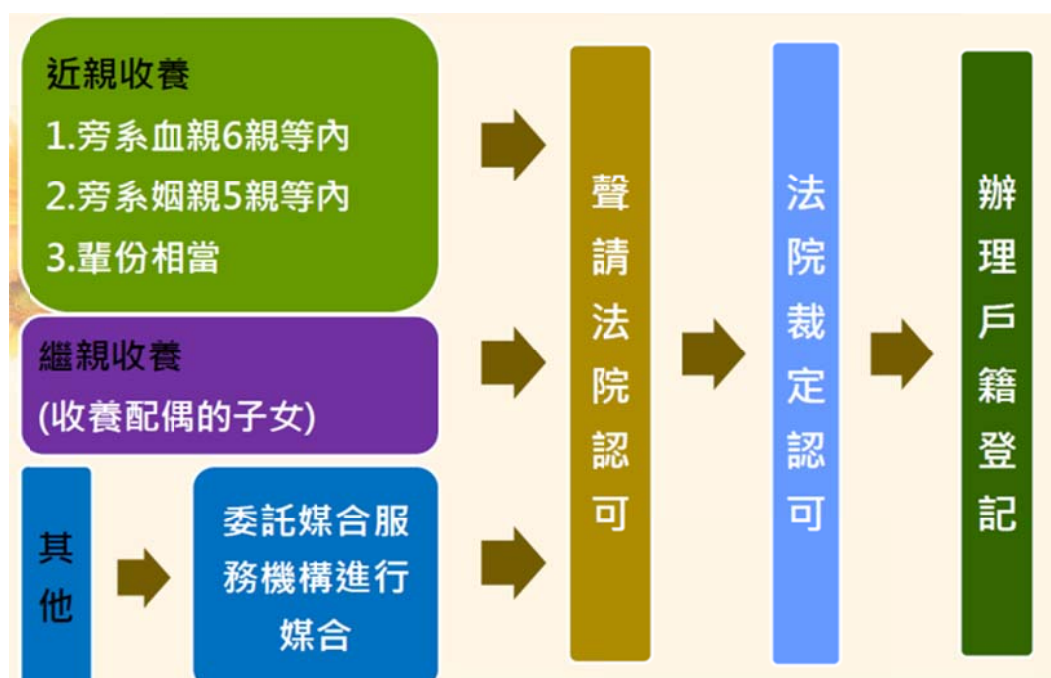 近親收養
1.旁系血親6親等內
2.旁系姻親5親等內
3.輩份相當
繼親收養
(收養配偶的子女)
其他
委託媒合服
務機構進行
媒合
聲請法院認可
法院裁定認可
辦理戶籍登記